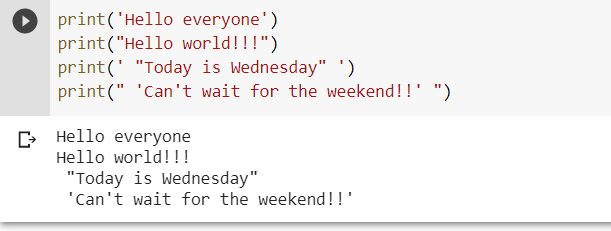 print('Hello everyone')
print("Hello world!!!")
print(' "Today is Wednesday" ')
print(" 'Can't wait for the weekend!!' ")
Hello everyone
Hello world!!!
 "Today is Wednesday"
 'Can't wait for the weekend!!'